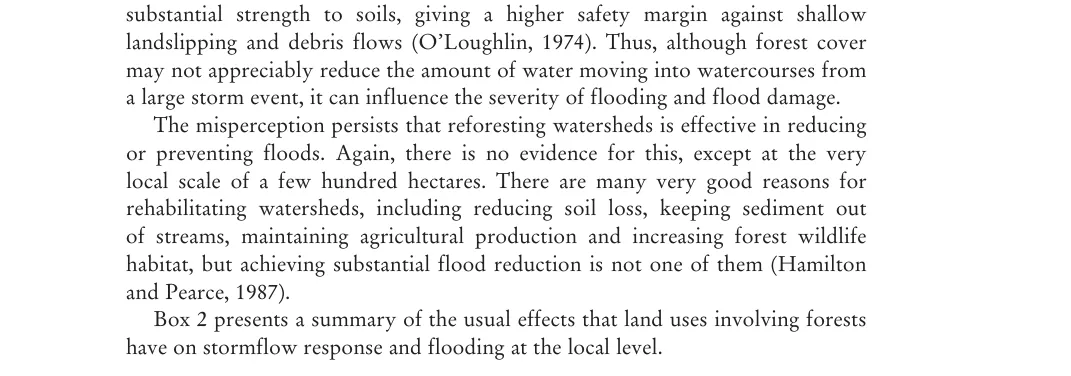 substantial strength to soils, giving a higher safety margin against shallow
landslipping and debris flows (O’Loughlin, 1974). Thus, although forest cover
may not appreciably reduce the amount of water moving into watercourses from
a large storm event, it can influence the severity of flooding and flood damage.
The misperception persists that reforesting watersheds is effective in reducing
or preventing floods. Again, there is no evidence for this, except at the very
local scale of a few hundred hectares. There are many very good reasons for
rehabilitating watersheds, including reducing soil loss, keeping sediment out
of streams, maintaining agricultural production and increasing forest wildlife
habitat, but achieving substantial flood reduction is not one of them (Hamilton
and Pearce, 1987).
Box 2 presents a summary of the usual effects that land uses involving forests
have on stormflow response and flooding at the local level.